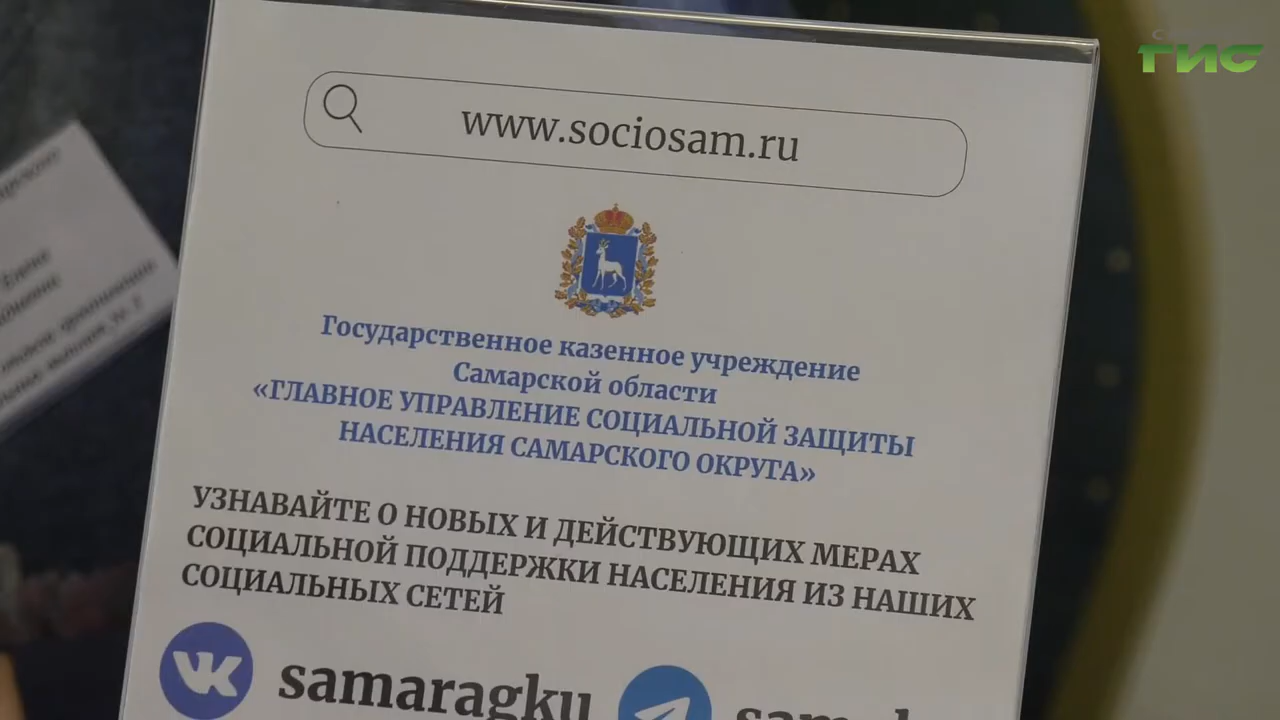 ТИС
www.sociosam.ru
Государственное казенное учреждение
Самарской области
«ГЛАВНОЕ УПРАВЛЕНИЕ СОЦИАЛЬНОЙ ЗАЩИТЫ
НАСЕЛЕНИЯ САМАРСКОГО ОКРУГА»
УЗНАВАЙТЕ О НОВЫХ И ДЕЙСТВУЮЩИХ МЕРАХ
СОЦИАЛЬНОЙ ПОДДЕРЖКИ НАСЕЛЕНИЯ ИЗ НАШИХ
СОЦИАЛЬНЫХ СЕТЕЙ
samaragku